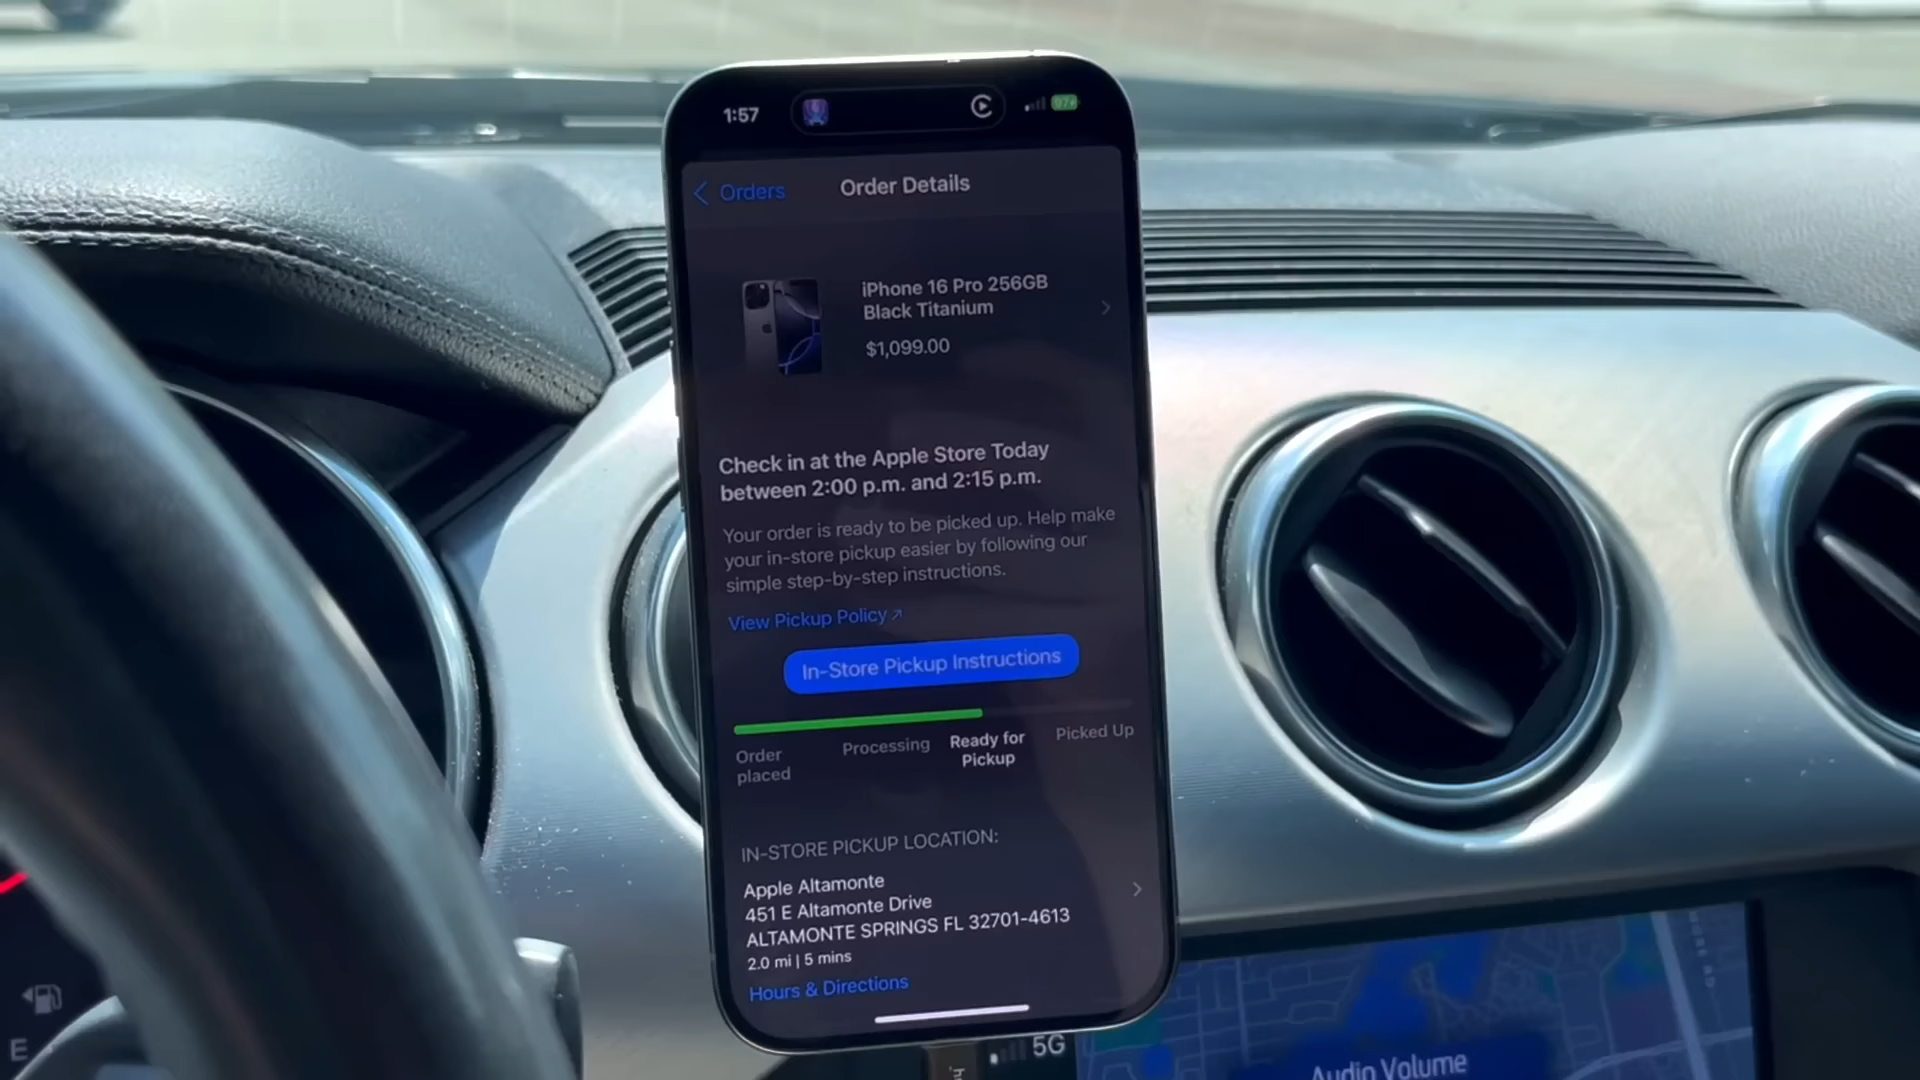 1:57
97
Orders
Order Details
iPhone 16 Pro 256GB
Black Titanium
$1,099.00
Check in at the Apple Store Today
between 2:00 p.m. and 2:15 p.m.
Your order is ready to be picked up. Help make
your in-store pickup easier by following our
simple step-by-step instructions.
View Pickup Policy
In-Store Pickup Instructions
Order
placed
Processing
Ready for
Pickup
Picked Up
IN-STORE PICKUP LOCATION:
Apple Altamonte
451 E Altamonte Drive
ALTAMONTE SPRINGS FL 32701-4613
2.0 mi | 5 mins
Hours & Directions
E
5G
Audio Volume